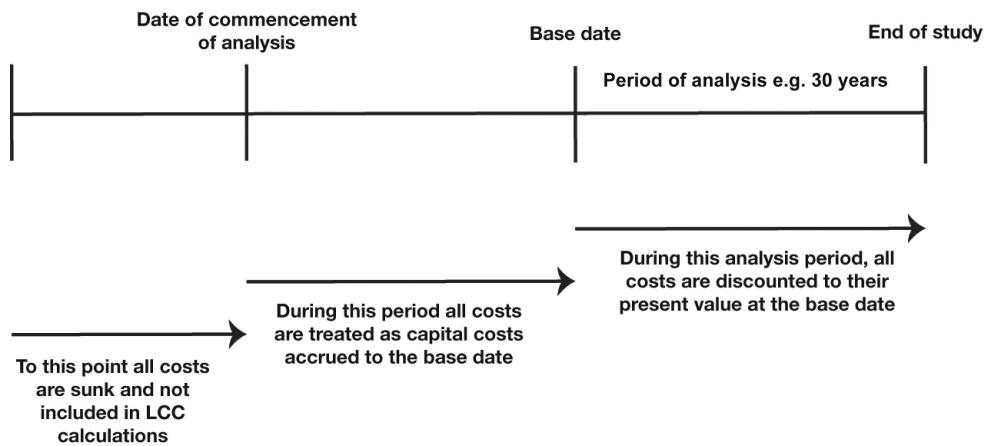 Date of commencement
of analysis
Base date
End of study
Period of analysis e.g. 30 years
During this analysis period, all
costs are discounted to their
present value at the base date
During this period all costs
are treated as capital costs
accrued to the base date
To this point all costs
are sunk and not
included in LCC
calculations